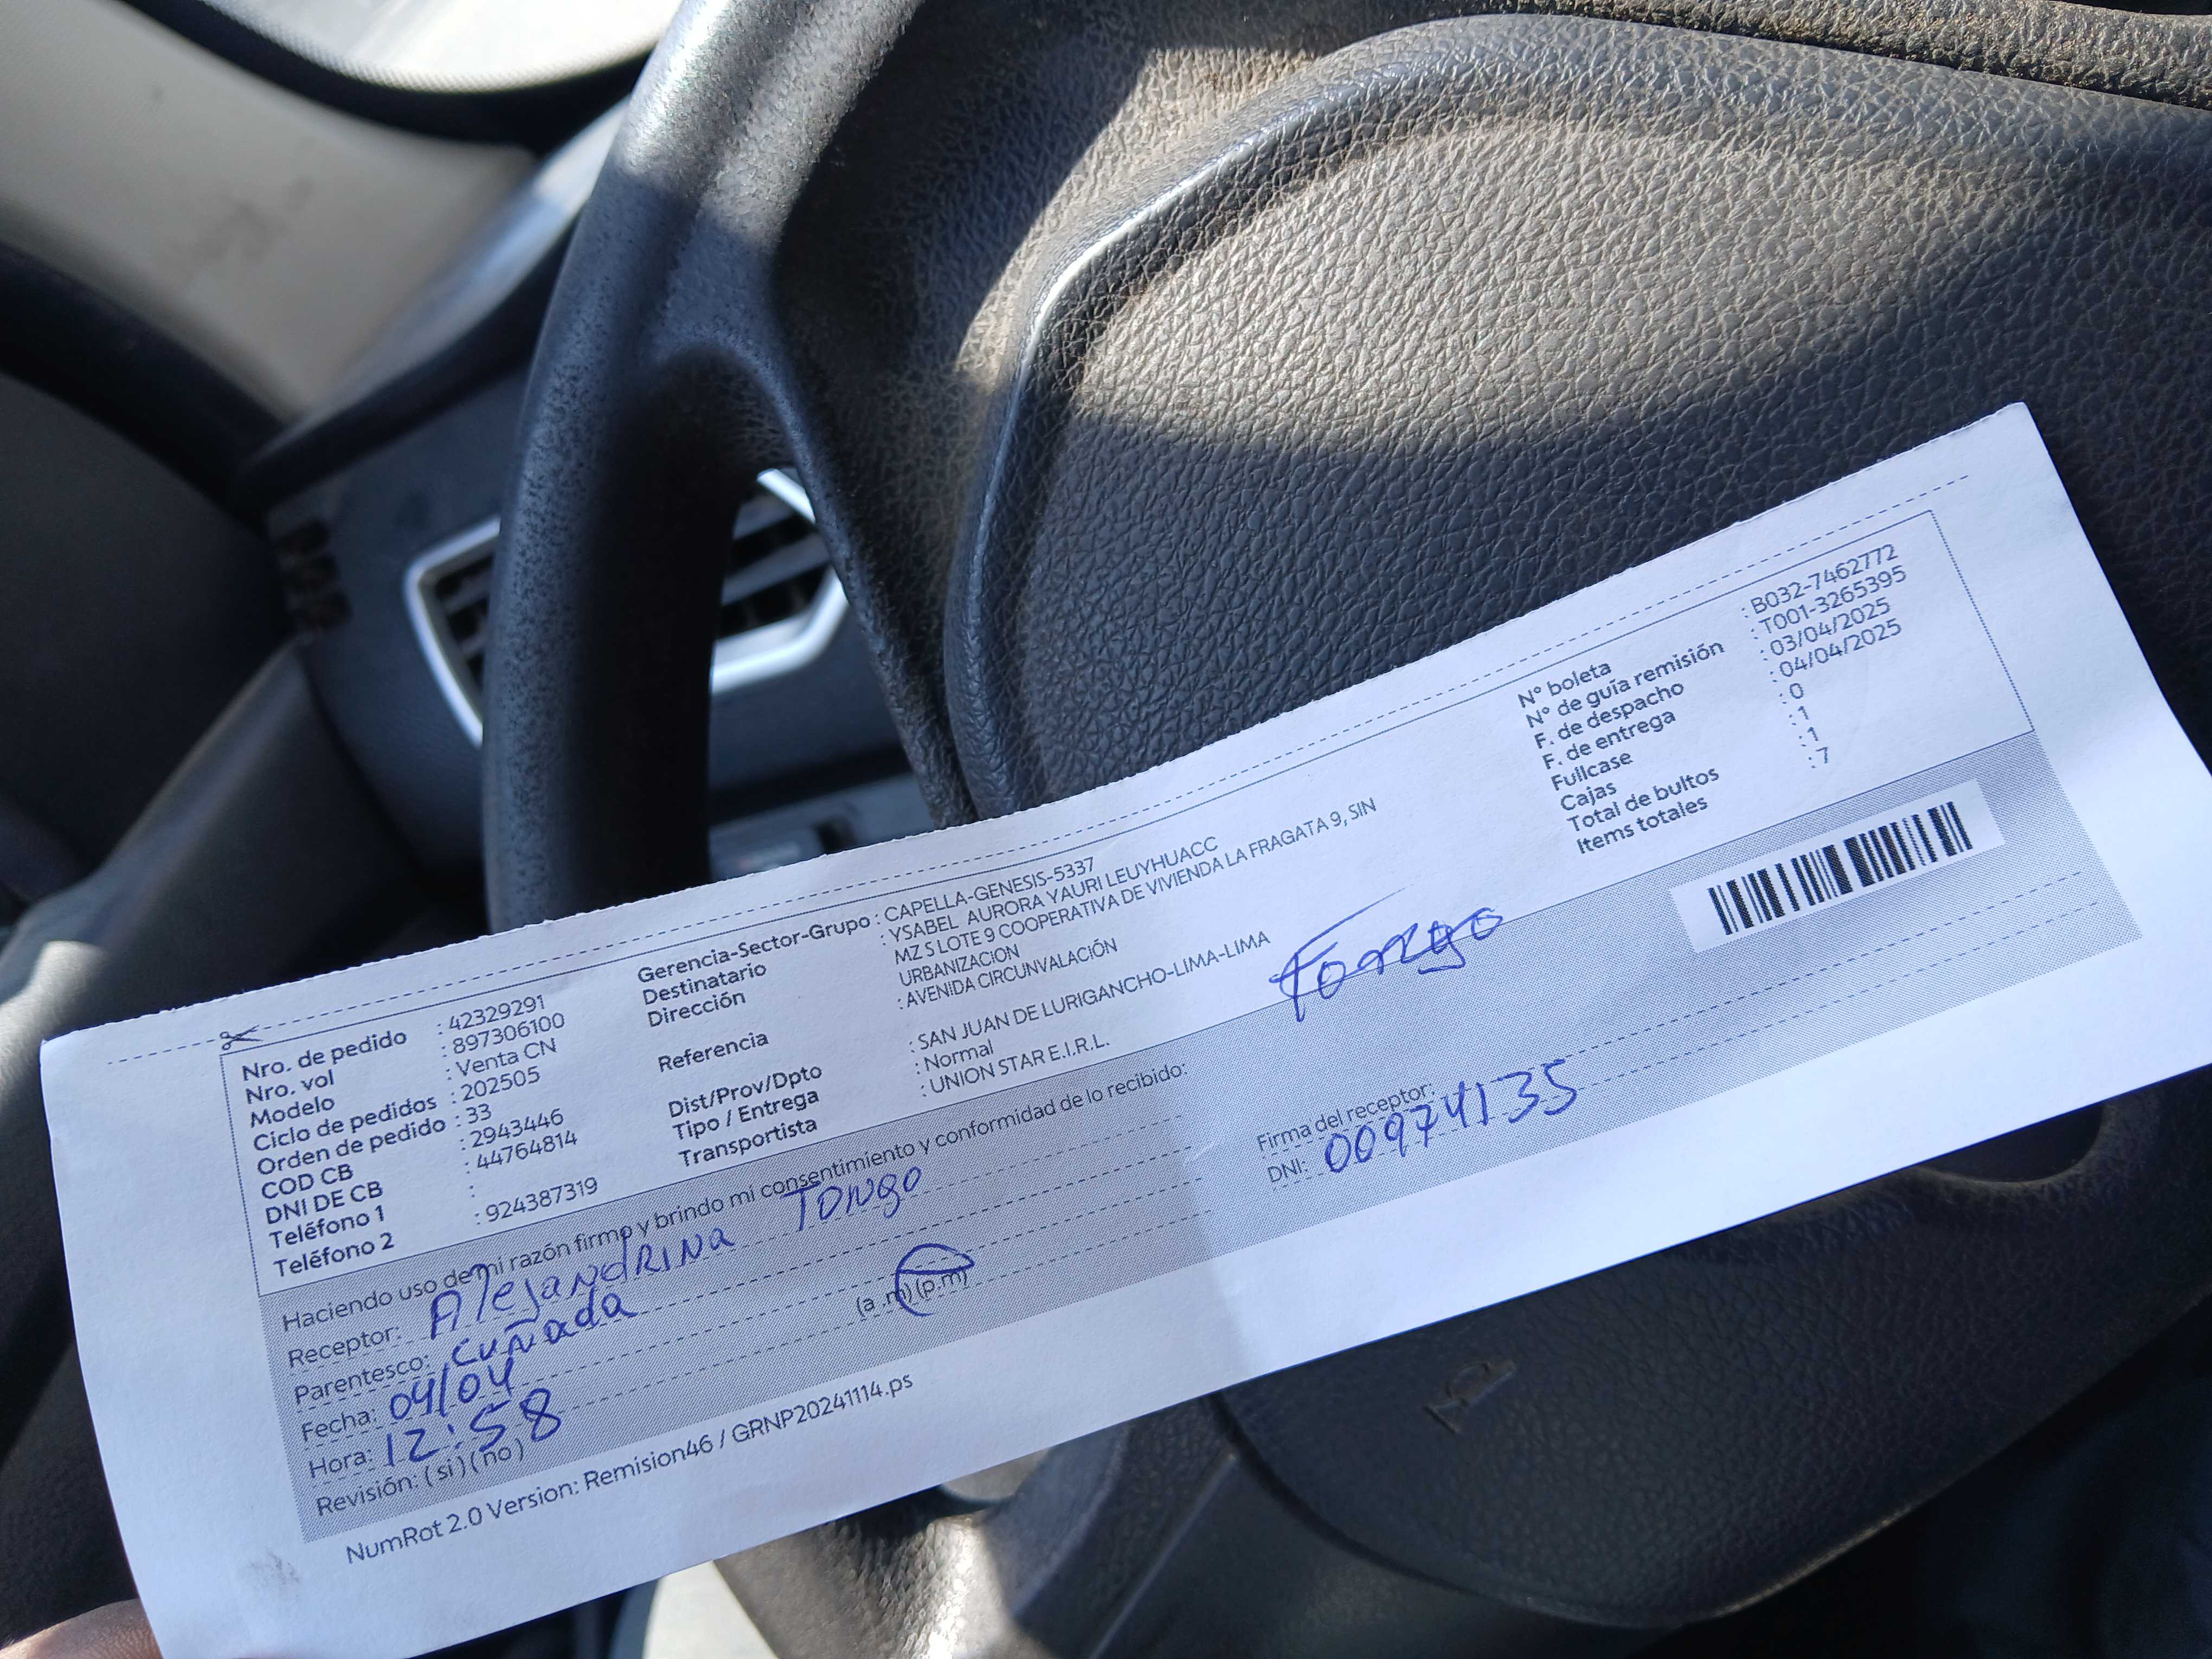 Nro. de pedido : 42329291
Nro. vol : 897306100
Modelo : Venta CN
Ciclo de pedidos : 202505
Orden de pedido : 33
COD CB : 2943446
DNI DE CB : 44764814
Teléfono 1 :
Teléfono 2 : 924387319
Gerencia-Sector-Grupo : CAPELLA-GENESIS-5337
Destinatario : YSABEL AURORA YAURI LEUYHUACC
Dirección MZ S LOTE 9 COOPERATIVA DE VIVIENDA LA FRAGATA 9, SIN
URBANIZACION
Referencia : AVENIDA CIRCUNVALACIÓN
Dist/Prov/Dpto : SAN JUAN DE LURIGANCHO-LIMA-LIMA
Tipo / Entrega : Normal
Transportista : UNION STAR E.I.R.L.
N° boleta : B032-7462772
N° de guía remisión : T001-3265395
F. de despacho : 03/04/2025
F. de entrega : 04/04/2025
Fullcase : 0
Cajas : 1
Total de bultos : 1
Items totales : 7
Haciendo uso de mi razón firmo y brindo mi consentimiento y conformidad de lo recibido:
Receptor: Alejandrina Tongo
Parentesco: cuñada
Fecha: 04/04
Hora: 12:58 (a .m) (p.m)
Revisión: (si) (no)
Tongo
Firma del receptor:
DNI: 00974135
NumRot 2.0 Version: Remision46 / GRNP20241114.ps